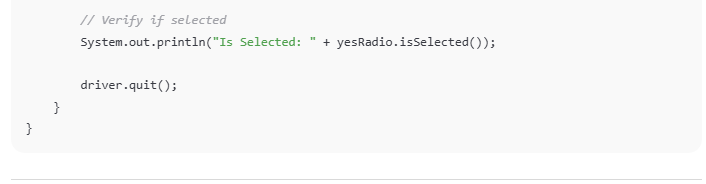 // Verify if selected
System.out.println("Is Selected: " + yesRadio.isSelected());
driver.quit();
}
}